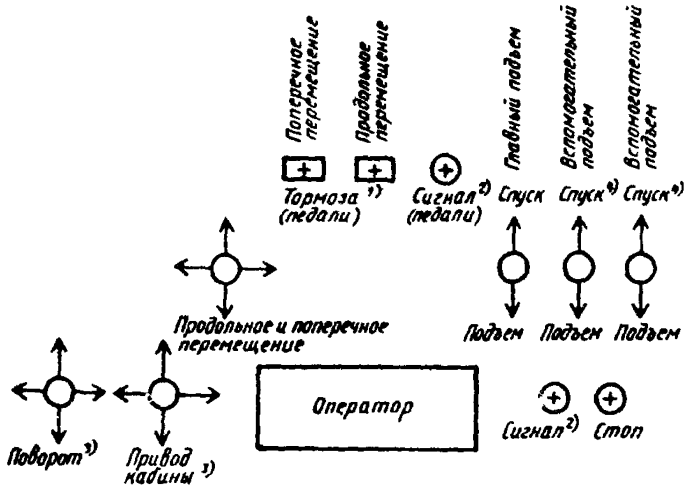 Поперечное
перемещение
Продольное
перемещение
Главный подъем
Вспомогательный
подъем
Вспомогательный
подъем
Тормоза 1)
(педали)
Сигнал 2)
(педали)
Спуск
Спуск 4)
Спуск 4)
Продольное и поперечное
перемещение
Подъем
Подъем
Подъем
Оператор
Сигнал 2)
Стоп
Поворот 3)
Привод
кабины 3)